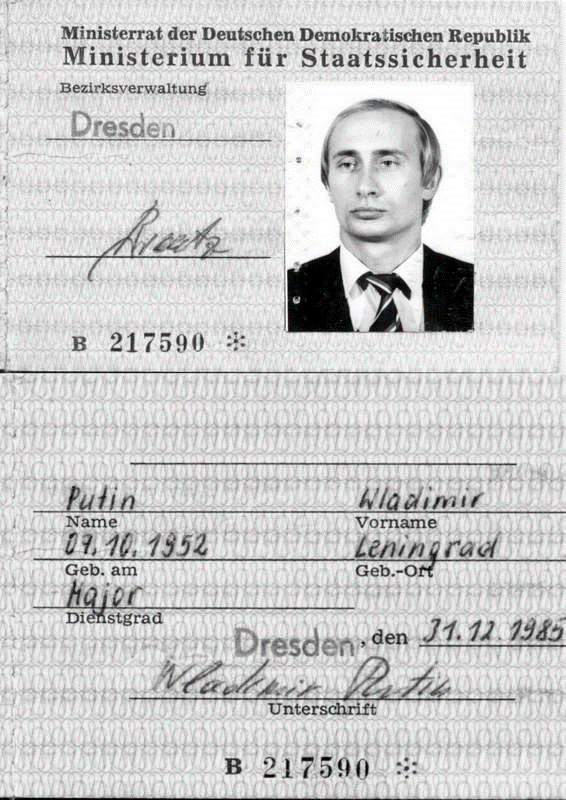 Ministerrat der Deutschen Demokratischen Republik
Ministerium für Staatssicherheit
Bezirksverwaltung
Dresden
B 217590
Putin Wladimir
Name Vorname
07.10.1952 Leningrad
Geb. am Geb.-Ort
Major
Dienstgrad
Dresden, den 31.12.1985
Wladimir Putin
Unterschrift
B 217590